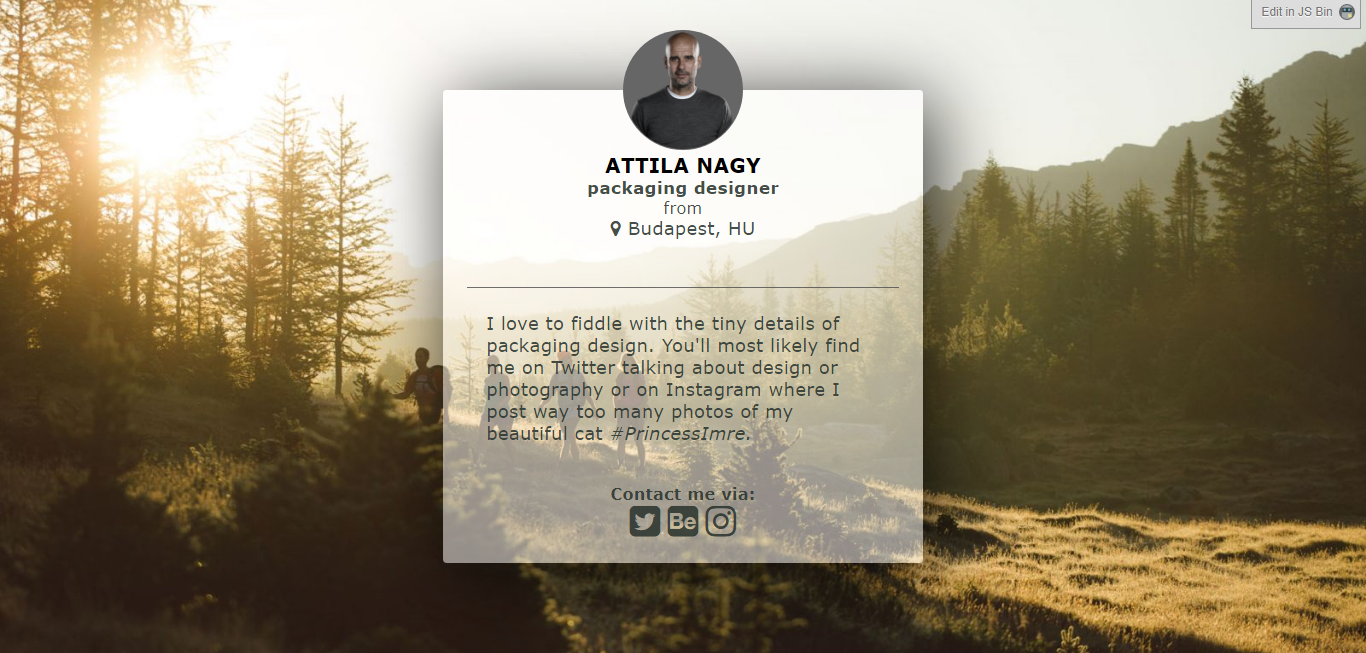 Edit in JS Bin
ATTILA NAGY
packaging designer
from
Budapest, HU
I love to fiddle with the tiny details of
packaging design. You'll most likely find
me on Twitter talking about design or
photography or on Instagram where I
post way too many photos of my
beautiful cat #PrincessImre.
Contact me via:
Bē